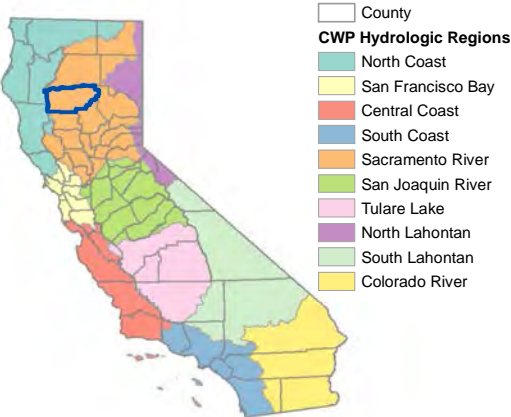 County
CWP Hydrologic Regions
North Coast
San Francisco Bay
Central Coast
South Coast
Sacramento River
San Joaquin River
Tulare Lake
North Lahontan
South Lahontan
Colorado River